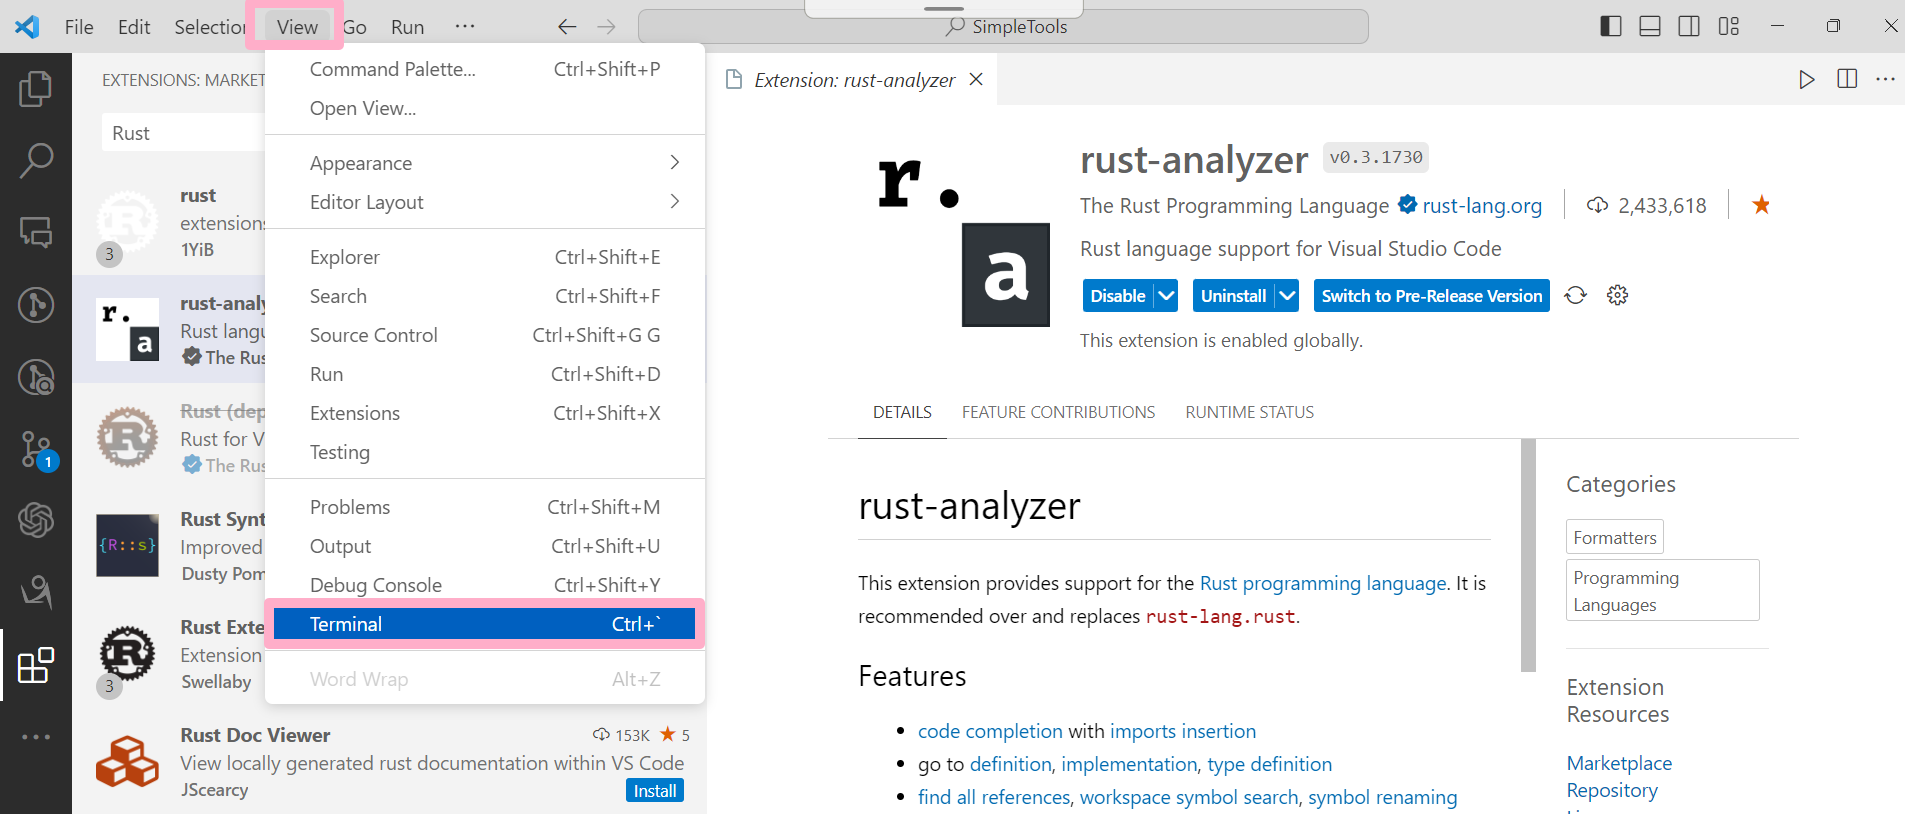 File Edit Selection View Go Run ··· SimpleTools
EXTENSIONS: MARKET
Rust
rust
extensions
1YiB
3
rust-analy
Rust langu
The Rus
Rust (dep
Rust for V
The Rus
1
{R::s}
Rust Synt
Improved
Dusty Pom
Rust Exte
Extension
Swellaby
3
Rust Doc Viewer 153K 5
View locally generated rust documentation within VS Code
JScearcy
Install
Command Palette... Ctrl+Shift+P
Open View...
Appearance
Editor Layout
Explorer Ctrl+Shift+E
Search Ctrl+Shift+F
Source Control Ctrl+Shift+G G
Run Ctrl+Shift+D
Extensions Ctrl+Shift+X
Testing
Problems Ctrl+Shift+M
Output Ctrl+Shift+U
Debug Console Ctrl+Shift+Y
Terminal Ctrl+`
Word Wrap Alt+Z
Extension: rust-analyzer
r.
a
rust-analyzer v0.3.1730
The Rust Programming Language rust-lang.org 2,433,618
Rust language support for Visual Studio Code
Disable Uninstall Switch to Pre-Release Version
This extension is enabled globally.
DETAILS FEATURE CONTRIBUTIONS RUNTIME STATUS
rust-analyzer
This extension provides support for the Rust programming language. It is
recommended over and replaces rust-lang.rust.
Features
• code completion with imports insertion
• go to definition, implementation, type definition
• find all references, workspace symbol search, symbol renaming
Categories
Formatters
Programming
Languages
Extension
Resources
Marketplace
Repository